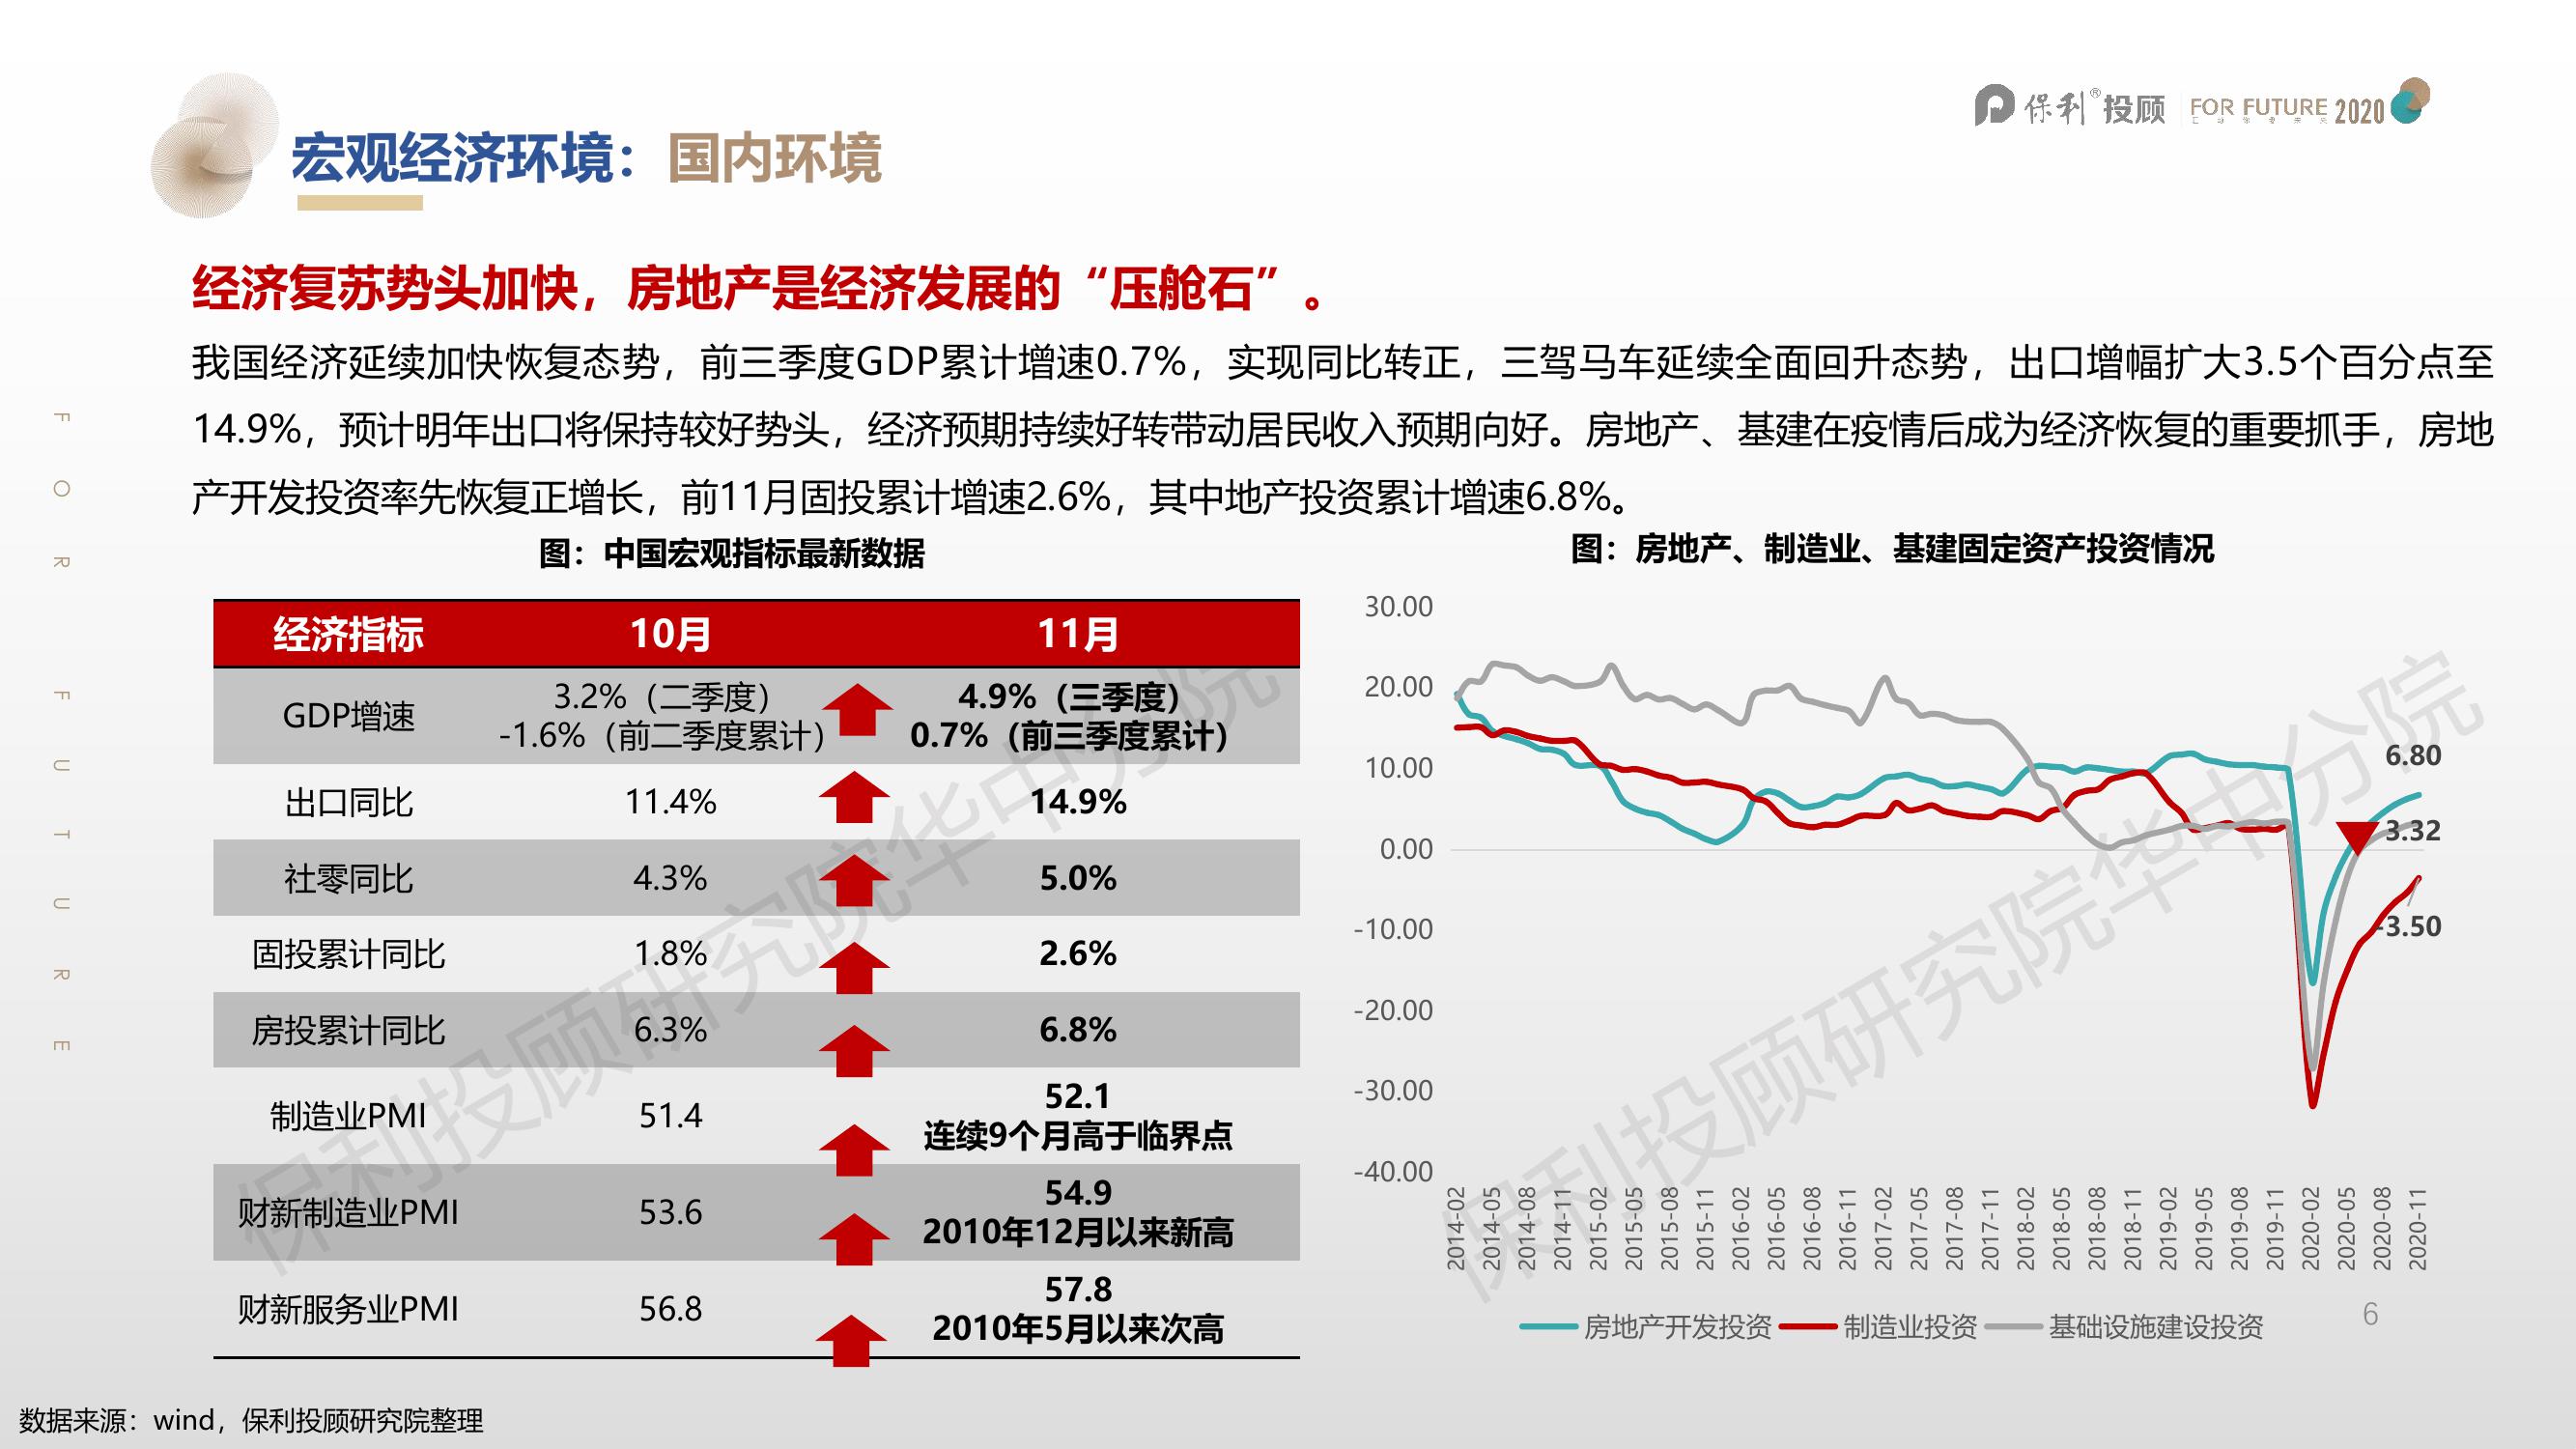 保利®投顾 FOR FUTURE 2020
宏观经济环境：国内环境
经济复苏势头加快，房地产是经济发展的“压舱石”。
我国经济延续加快恢复态势，前三季度GDP累计增速0.7%，实现同比转正，三驾马车延续全面回升态势，出口增幅扩大3.5个百分点至
14.9%，预计明年出口将保持较好势头，经济预期持续好转带动居民收入预期向好。房地产、基建在疫情后成为经济恢复的重要抓手，房地
产开发投资率先恢复正增长，前11月固投累计增速2.6%，其中地产投资累计增速6.8%。
FOR FUTURE
图：中国宏观指标最新数据
经济指标 10月 11月
GDP增速 3.2%（二季度） 4.9%（三季度）
-1.6%（前二季度累计） 0.7%（前三季度累计）
出口同比 11.4% 14.9%
社零同比 4.3% 5.0%
固投累计同比 1.8% 2.6%
房投累计同比 6.3% 6.8%
制造业PMI 51.4 52.1
连续9个月高于临界点
财新制造业PMI 53.6 54.9
2010年12月以来新高
财新服务业PMI 56.8 57.8
2010年5月以来次高
保利投顾研究院华中分院
图：房地产、制造业、基建固定资产投资情况
30.00
20.00
10.00
0.00
-10.00
-20.00
-30.00
-40.00
6.80
3.32
-3.50
2014-02 2014-05 2014-08 2014-11 2015-02 2015-05 2015-08 2015-11 2016-02 2016-05 2016-08 2016-11 2017-02 2017-05 2017-08 2017-11 2018-02 2018-05 2018-08 2018-11 2019-02 2019-05 2019-08 2019-11 2020-02 2020-05 2020-08 2020-11
房地产开发投资 制造业投资 基础设施建设投资
保利投顾研究院华中分院
6
数据来源：wind，保利投顾研究院整理